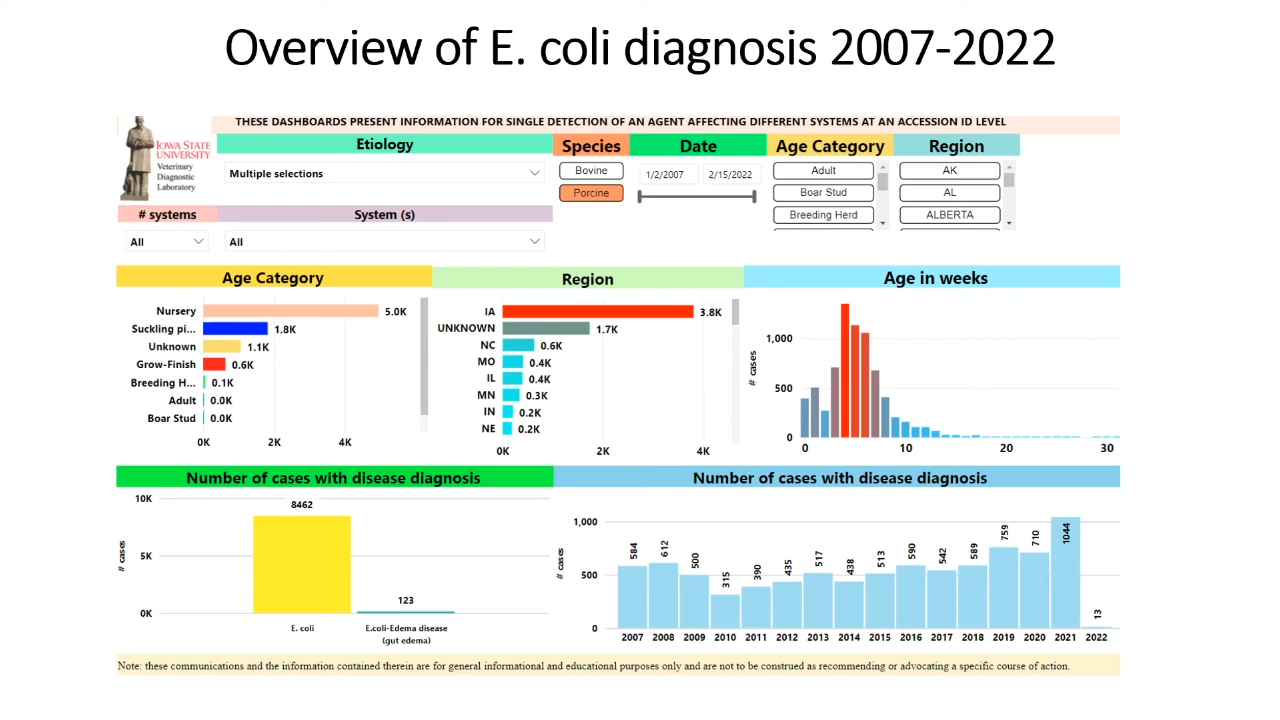 Overview of E. coli diagnosis 2007-2022
THESE DASHBOARDS PRESENT INFORMATION FOR SINGLE DETECTION OF AN AGENT AFFECTING DIFFERENT SYSTEMS AT AN ACCESSION ID LEVEL
IOWA STATE
UNIVERSITY
Veterinary
Diagnostic
Laboratory
Etiology
Multiple selections
Species
Bovine
Porcine
Date
1/2/2007 2/15/2022
Age Category
Adult
Boar Stud
Breeding Herd
Region
AK
AL
ALBERTA
# systems
All
System (s)
All
Age Category
Nursery 5.0K
Suckling pi... 1.8K
Unknown 1.1K
Grow-Finish 0.6K
Breeding H... 0.1K
Adult 0.0K
Boar Stud 0.0K
0K 2K 4K
Region
IA 3.8K
UNKNOWN 1.7K
NC 0.6K
MO 0.4K
IL 0.4K
MN 0.3K
IN 0.2K
NE 0.2K
0K 2K 4K
Age in weeks
# cases
1,000
500
0
0 10 20 30
Number of cases with disease diagnosis
# cases
10K
5K
0K
8462
123
E. coli
E.coli-Edema disease
(gut edema)
Number of cases with disease diagnosis
# cases
1,000
500
0
584 612 500 315 390 435 517 438 513 590 542 589 759 710 1044 13
2007 2008 2009 2010 2011 2012 2013 2014 2015 2016 2017 2018 2019 2020 2021 2022
Note: these communications and the information contained therein are for general informational and educational purposes only and are not to be construed as recommending or advocating a specific course of action.